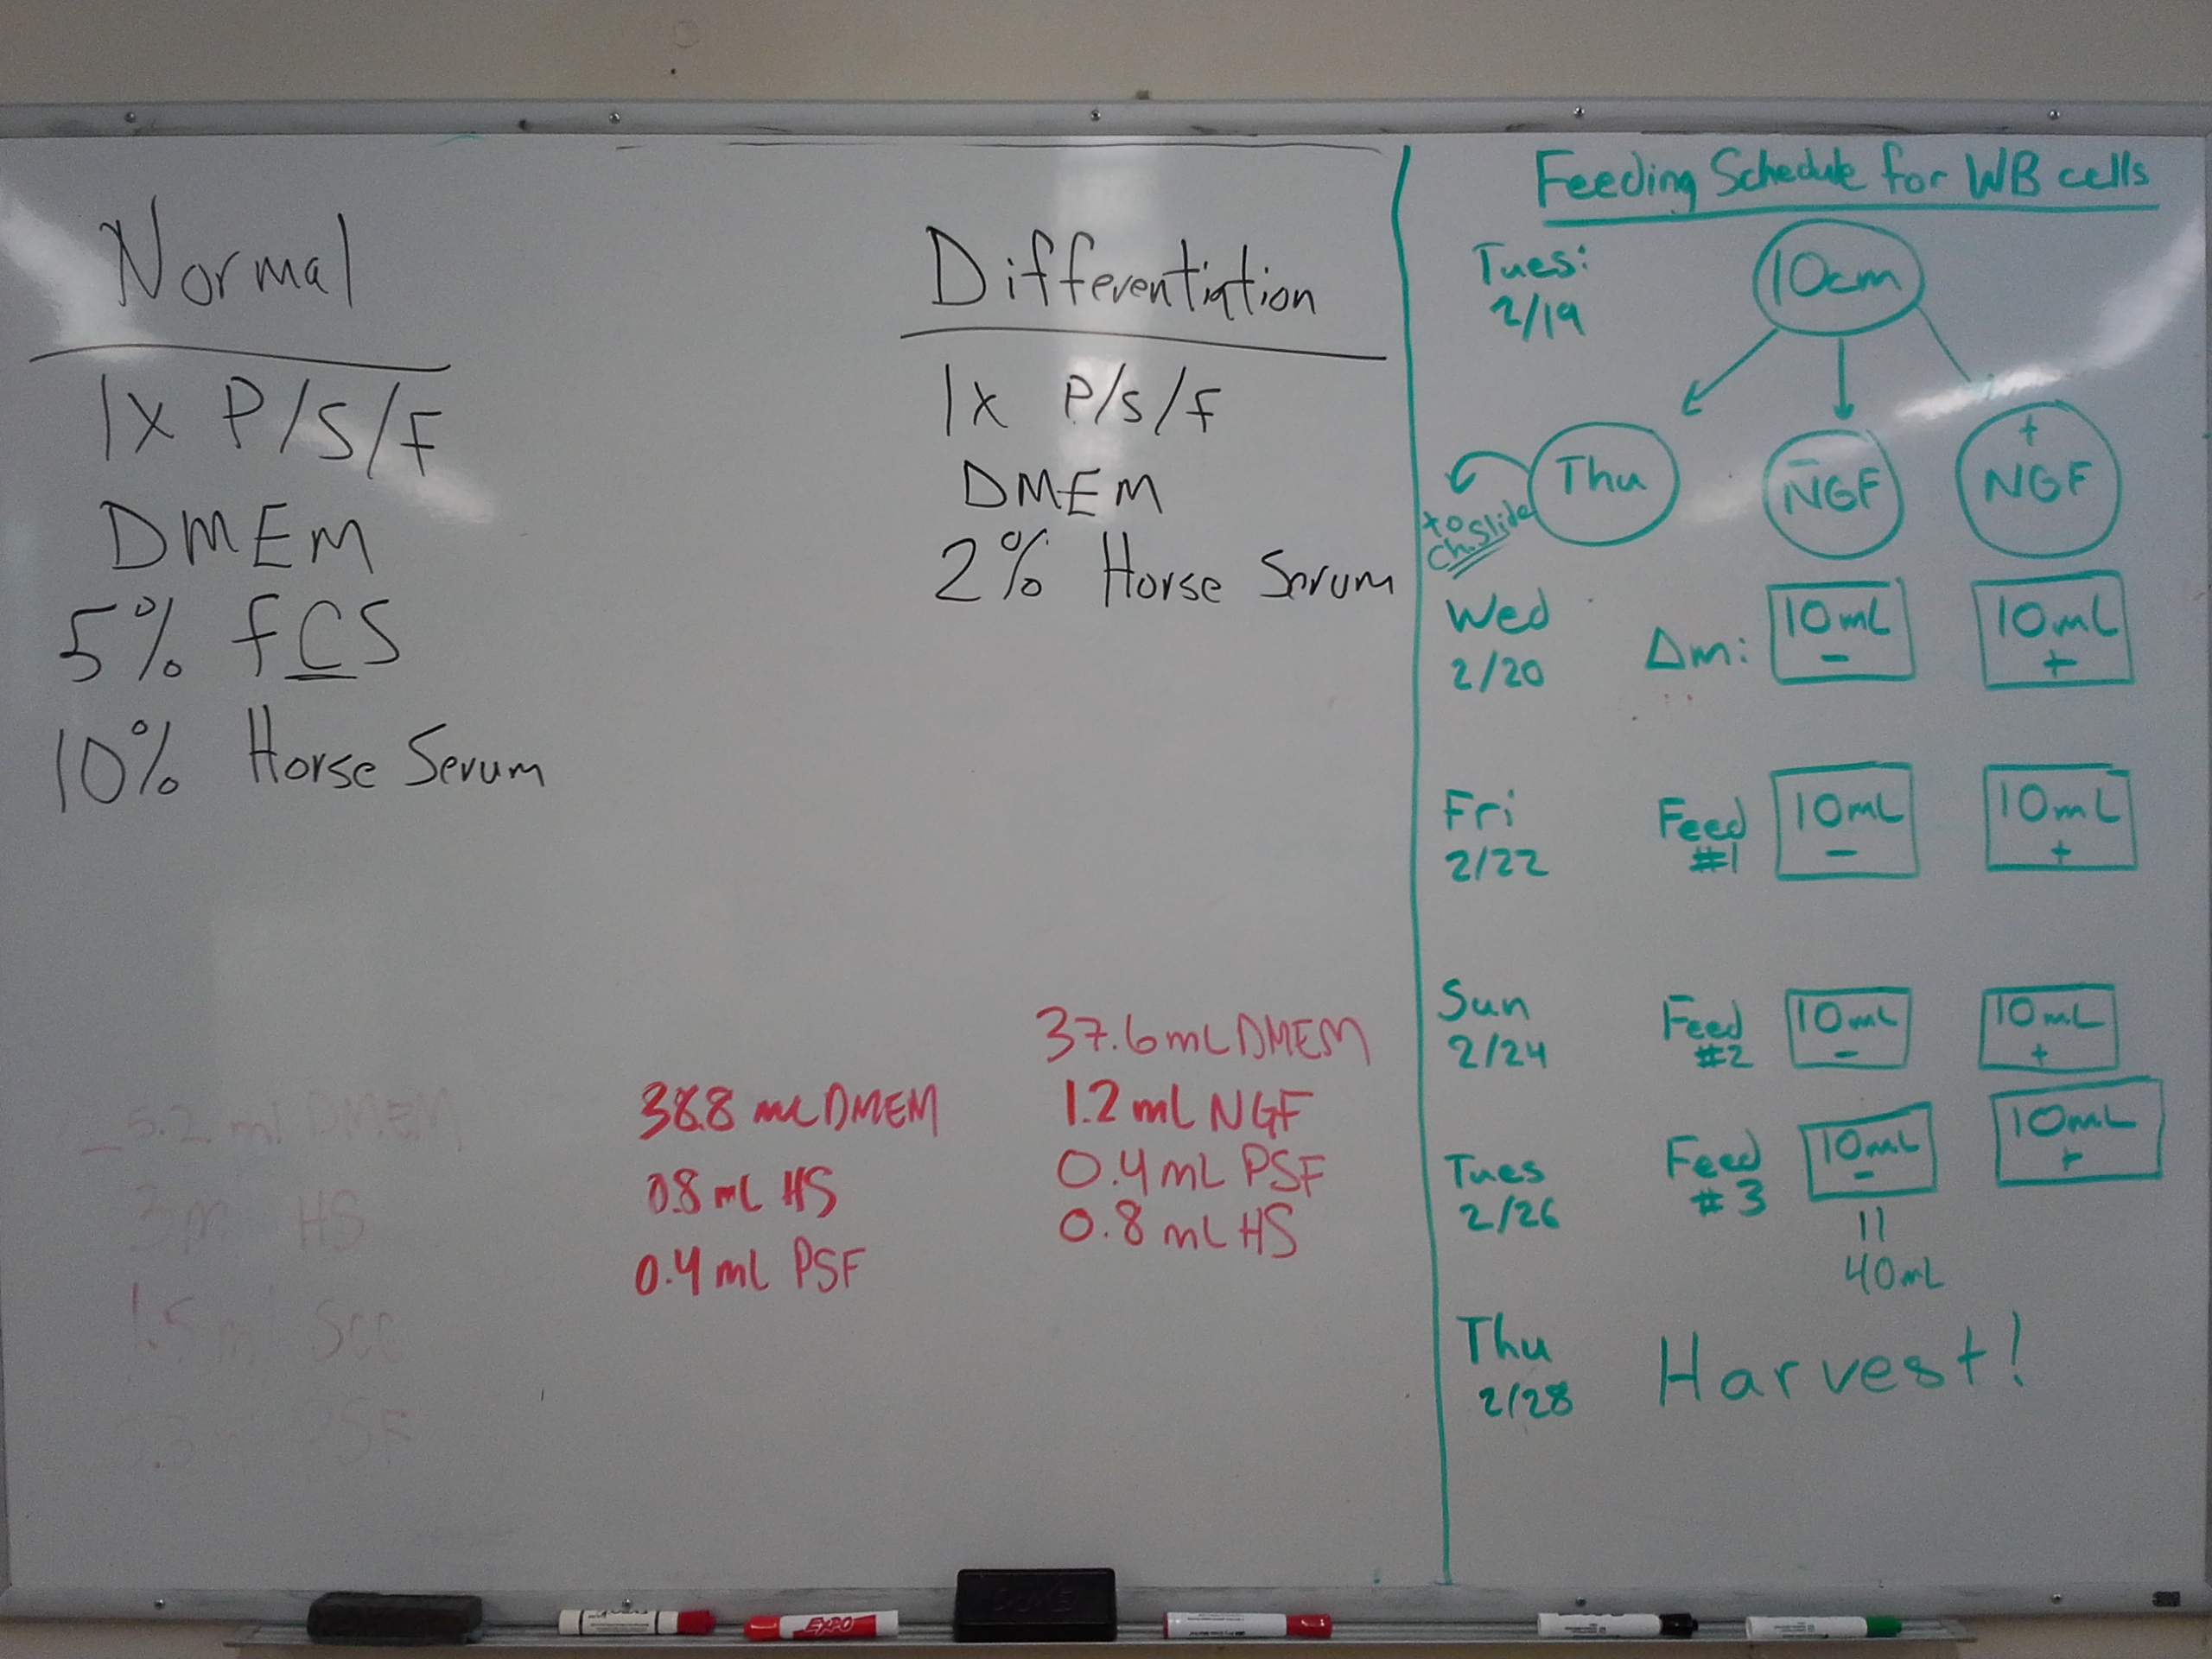 Normal
1x P/S/F
DMEM
5% FCS
10% Horse Serum
Differentiation
1x P/S/F
DMEM
2% Horse Serum
5.2 ml DMEM
3 ml HS
1.5 ml
PSF
38.8 mL DMEM
0.8 mL HS
0.4 mL PSF
37.6 mL DMEM
1.2 mL NGF
0.4 mL PSF
0.8 mL HS
Feeding Schedule for WB cells
Tues:
2/19
10cm
Thu
to
ch.slide
-
NGF
+
NGF
Wed
2/20
Δm:
10mL
-
10mL
+
Fri
2/22
Feed
#1
10mL
-
10mL
+
Sun
2/24
Feed
#2
10mL
-
10mL
+
Tues
2/26
Feed
#3
10mL
-
10mL
+
11
40mL
Thu
2/28
Harvest!
EXPO